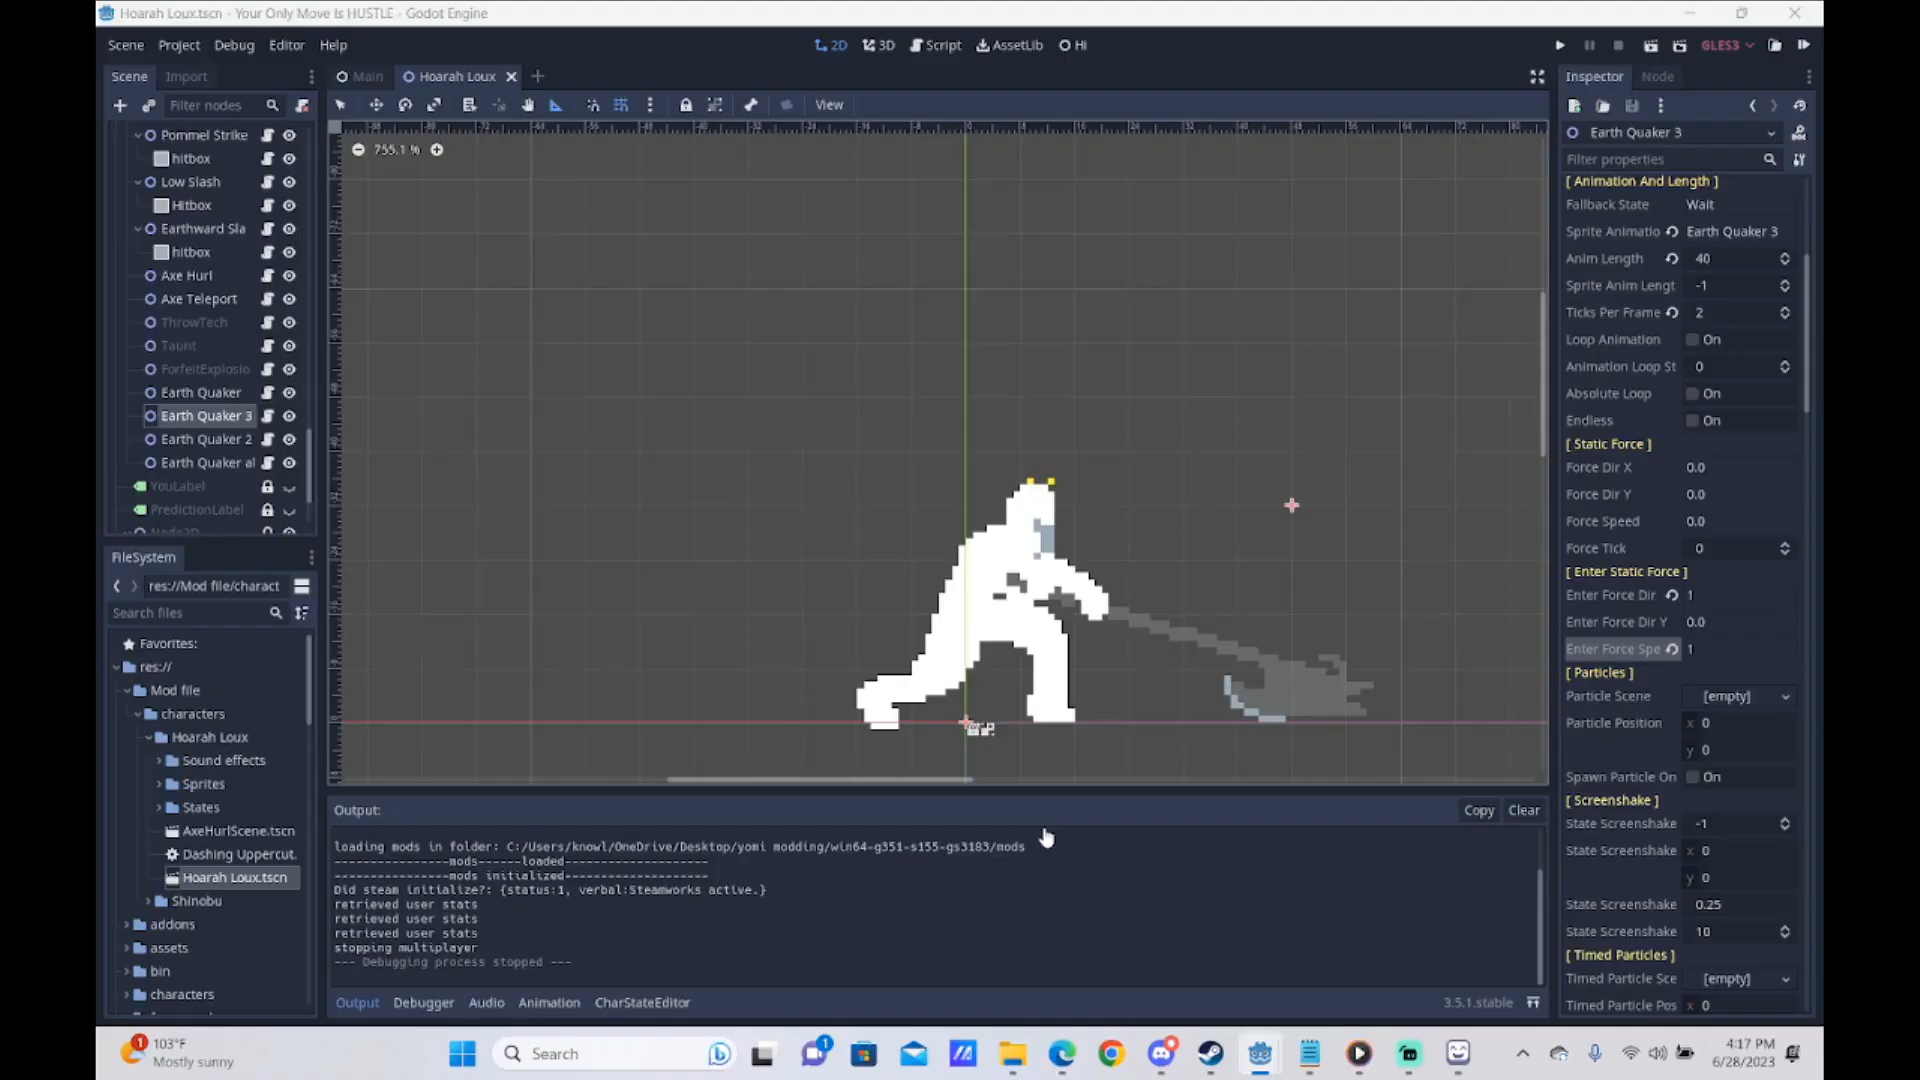 Hoarah Loux.tscn - Your Only Move Is HUSTLE - Godot Engine
Scene Project Debug Editor Help
2D 3D Script AssetLib Hi
GLES3
Scene Import
Main Hoarah Loux
Inspector Node
Filter nodes
View
755.1 %
Pommel Strike
hitbox
Low Slash
Hitbox
Earthward Sla
hitbox
Axe Hurl
Axe Teleport
ThrowTech
Taunt
ForfeitExplosio
Earth Quaker
Earth Quaker 3
Earth Quaker 2
Earth Quaker al
YouLabel
PredictionLabel
Node2D
FileSystem
res://Mod file/charact
Search files
Favorites:
res://
Mod file
characters
Hoarah Loux
Sound effects
Sprites
States
AxeHurlScene.tscn
Dashing Uppercut.
Hoarah Loux.tscn
Shinobu
addons
assets
bin
characters
Output:
Copy Clear
loading mods in folder: C:/Users/knowl/OneDrive/Desktop/yomi modding/win64-g351-s155-gs3183/mods
----------------mods------loaded--------------------
------------------mods initialized--------------------
Did steam initialize?: {status:1, verbal:Steamworks active.}
retrieved user stats
retrieved user stats
retrieved user stats
stopping multiplayer
--- Debugging process stopped ---
Output Debugger Audio Animation CharStateEditor
3.5.1.stable
Earth Quaker 3
Filter properties
[ Animation And Length ]
Fallback State Wait
Sprite Animatio Earth Quaker 3
Anim Length 40
Sprite Anim Lengt -1
Ticks Per Frame 2
Loop Animation On
Animation Loop St 0
Absolute Loop On
Endless On
[ Static Force ]
Force Dir X 0.0
Force Dir Y 0.0
Force Speed 0.0
Force Tick 0
[ Enter Static Force ]
Enter Force Dir 1
Enter Force Dir Y 0.0
Enter Force Spe 1
[ Particles ]
Particle Scene [empty]
Particle Position x 0
y 0
Spawn Particle On On
[ Screenshake ]
State Screenshake -1
State Screenshake x 0
y 0
State Screenshake 0.25
State Screenshake 10
[ Timed Particles ]
Timed Particle Sce [empty]
Timed Particle Pos x 0
1
103°F
Mostly sunny
Search
1
4:17 PM
6/28/2023